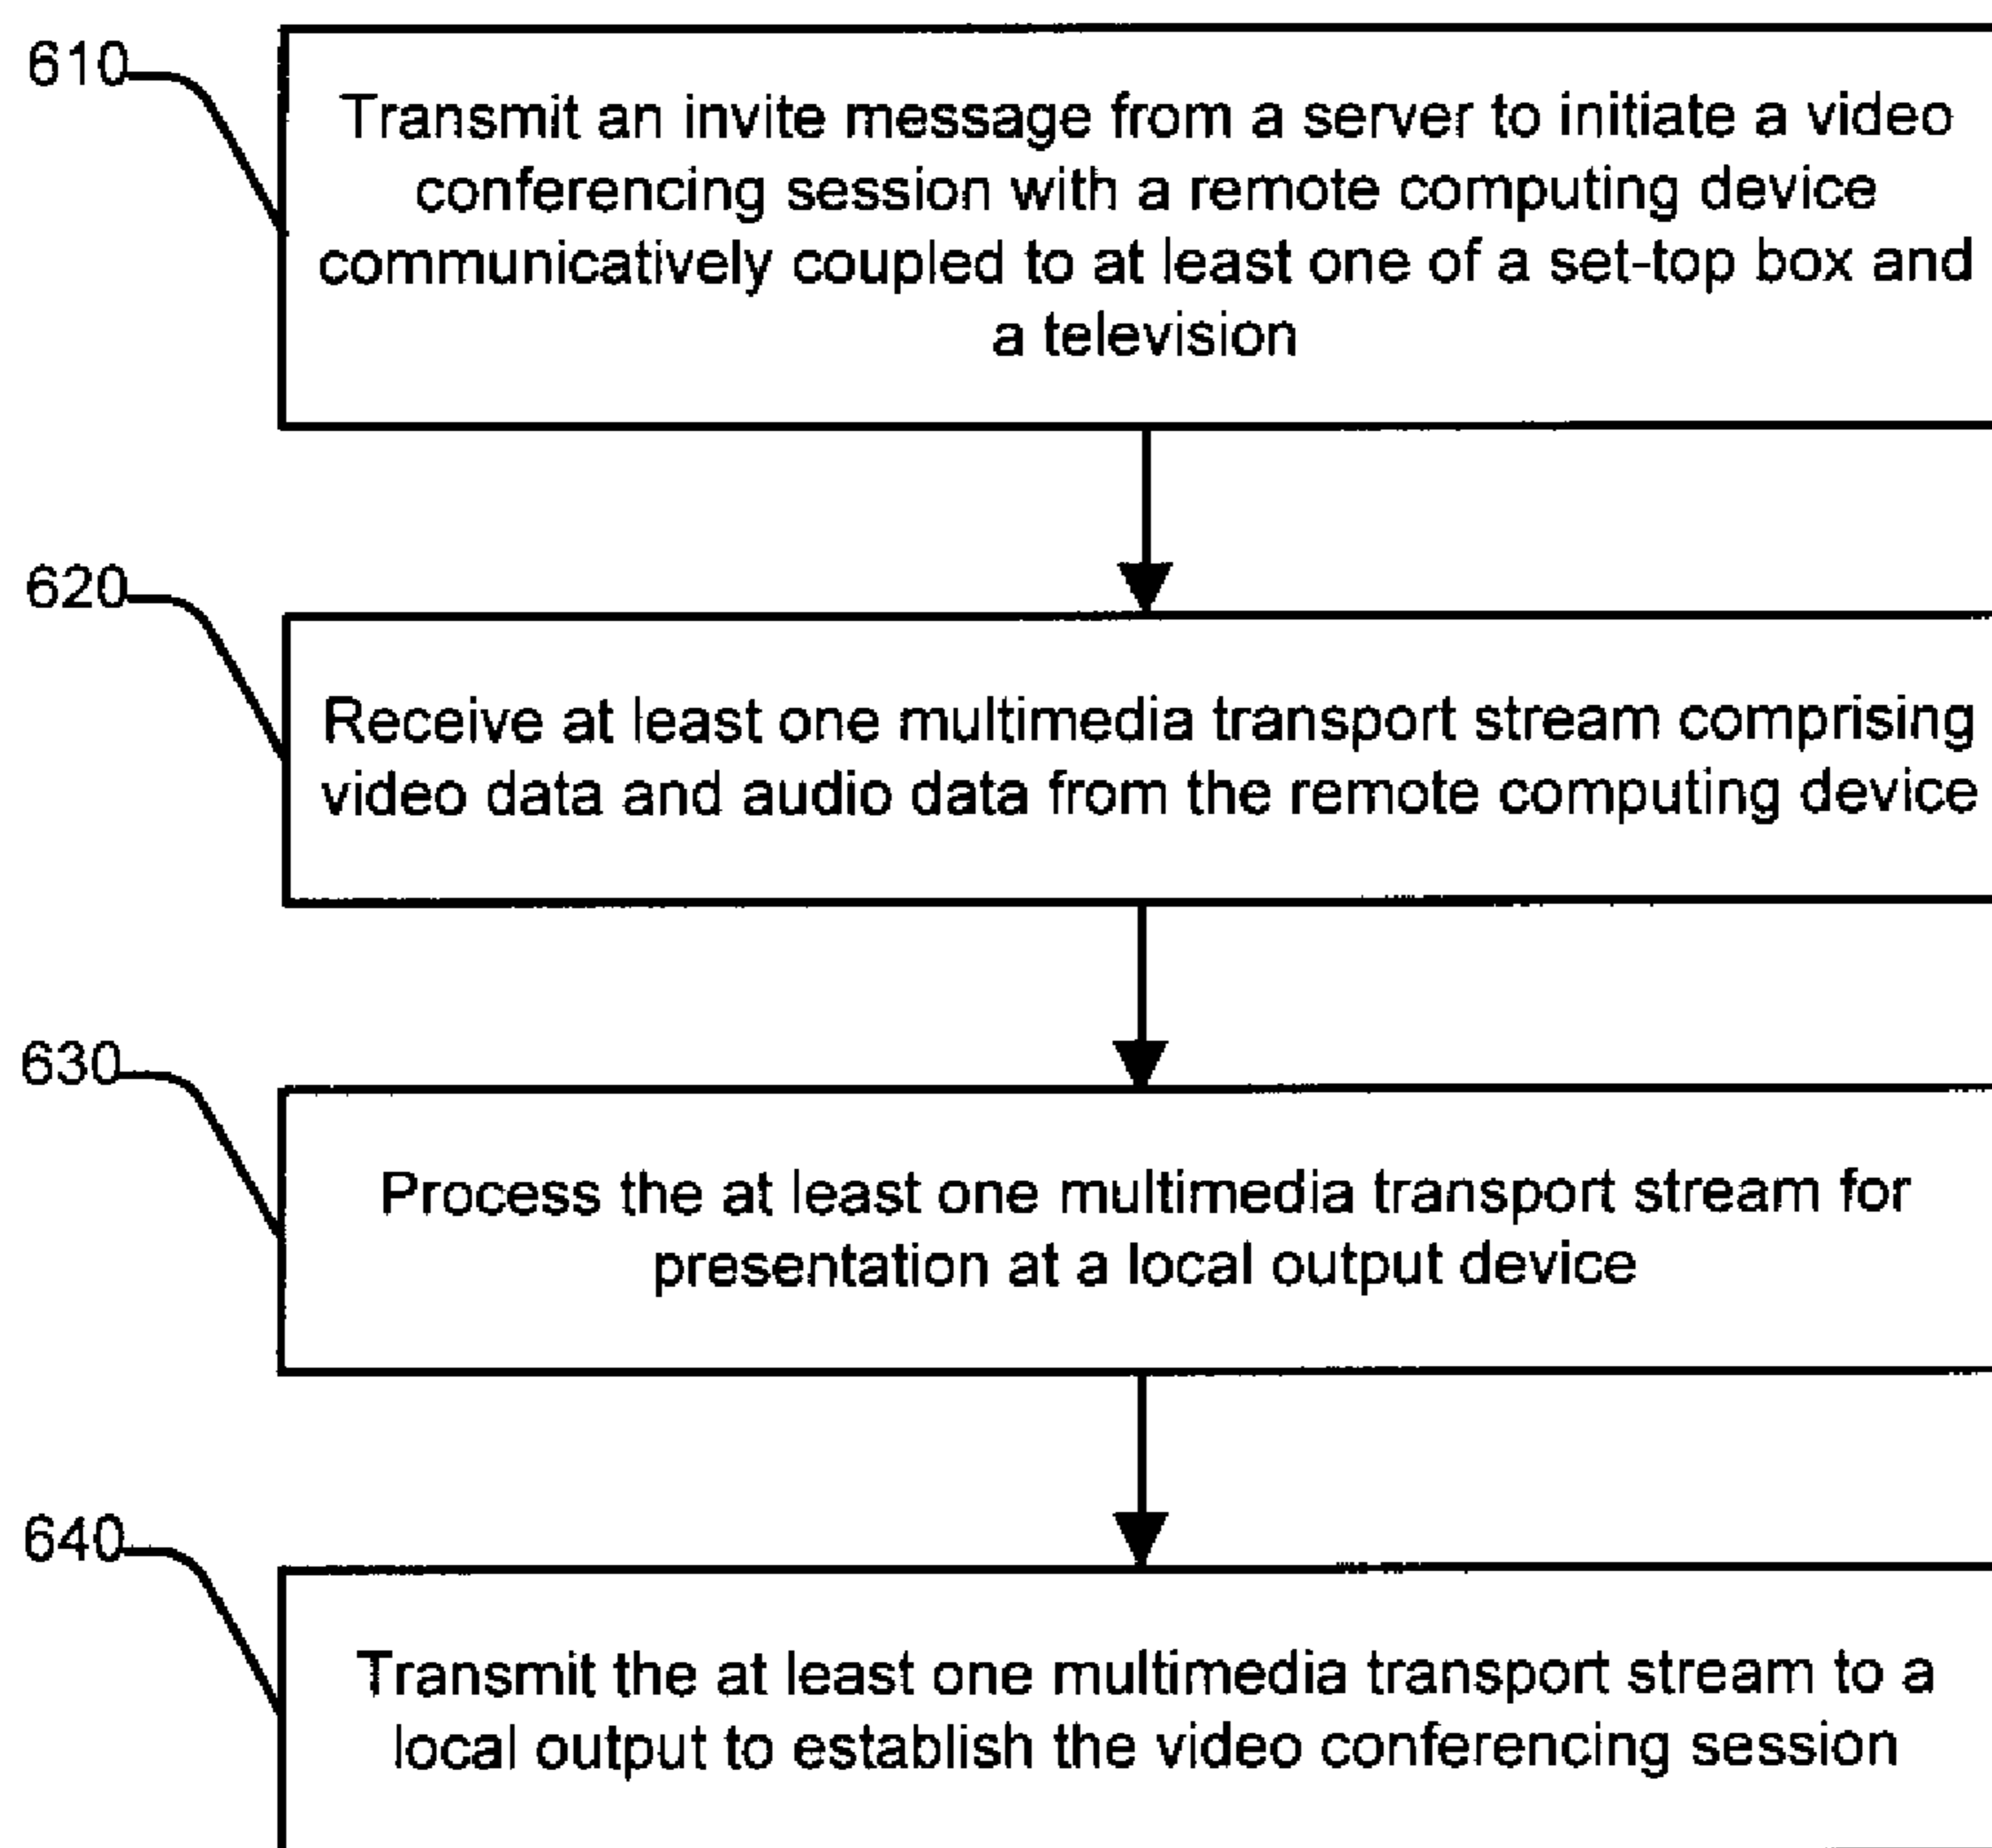 610
Transmit an invite message from a server to initiate a video
conferencing session with a remote computing device
communicatively coupled to at least one of a set-top box and
a television
620
Receive at least one multimedia transport stream comprising
video data and audio data from the remote computing device
630
Process the at least one multimedia transport stream for
presentation at a local output device
640
Transmit the at least one multimedia transport stream to a
local output to establish the video conferencing session